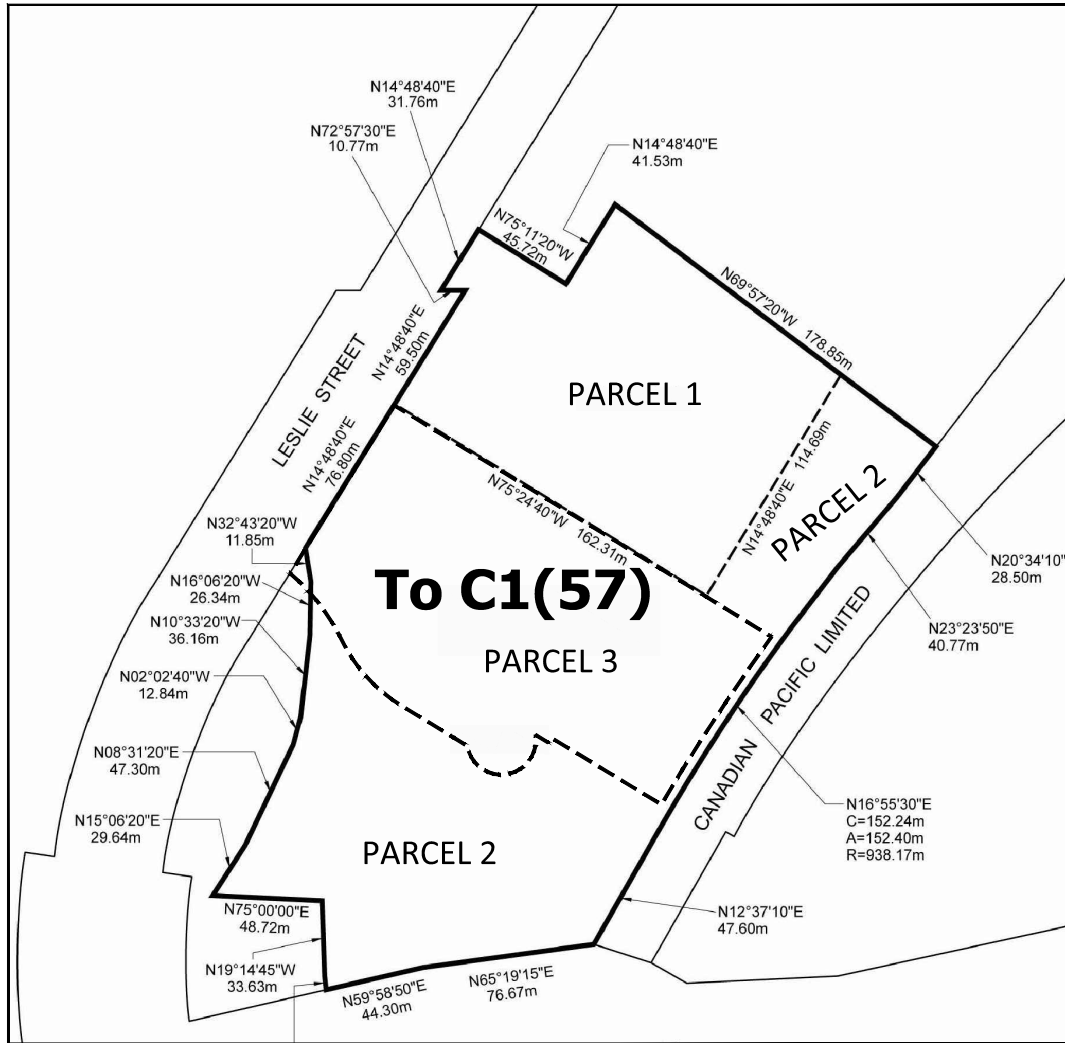 N14°48'40"E
31.76m
N72°57'30"E
10.77m
N14°48'40"E
41.53m
N75°11'20"W
45.72m
N69°57'20"W 178.85m
N14°48'40"E
59.50m
LESLIE STREET
PARCEL 1
N14°48'40"E 114.69m
N14°48'40"E
76.80m
N75°24'40"W 162.31m
PARCEL 2
N20°34'10"
28.50m
N32°43'20"W
11.85m
N16°06'20"W
26.34m
To C1(57)
N23°23'50"E
40.77m
N10°33'20"W
36.16m
PARCEL 3
CANADIAN PACIFIC LIMITED
N02°02'40"W
12.84m
N08°31'20"E
47.30m
N16°55'30"E
C=152.24m
A=152.40m
R=938.17m
N15°06'20"E
29.64m
PARCEL 2
N75°00'00"E
48.72m
N12°37'10"E
47.60m
N19°14'45"W
33.63m
N59°58'50"E
44.30m
N65°19'15"E
76.67m